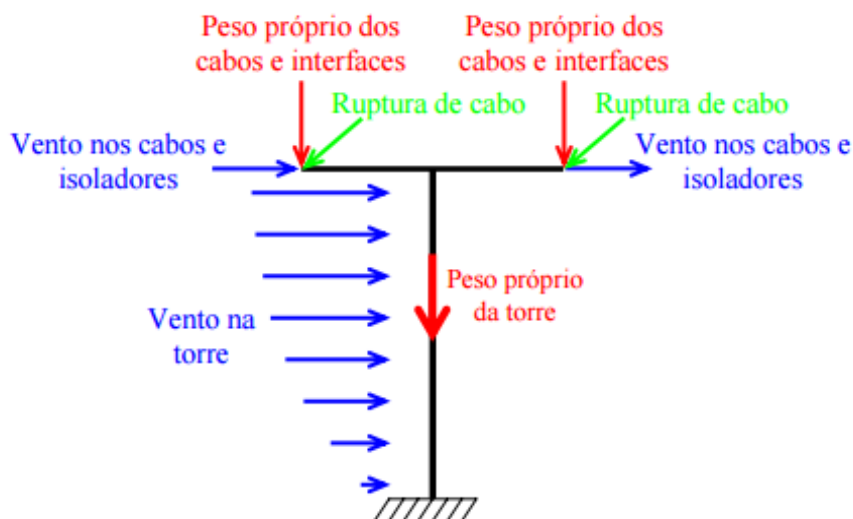 Peso próprio dos
cabos e interfaces
Peso próprio dos
cabos e interfaces
Ruptura de cabo
Ruptura de cabo
Vento nos cabos e
isoladores
Vento nos cabos e
isoladores
Peso próprio
da torre
Vento na
torre